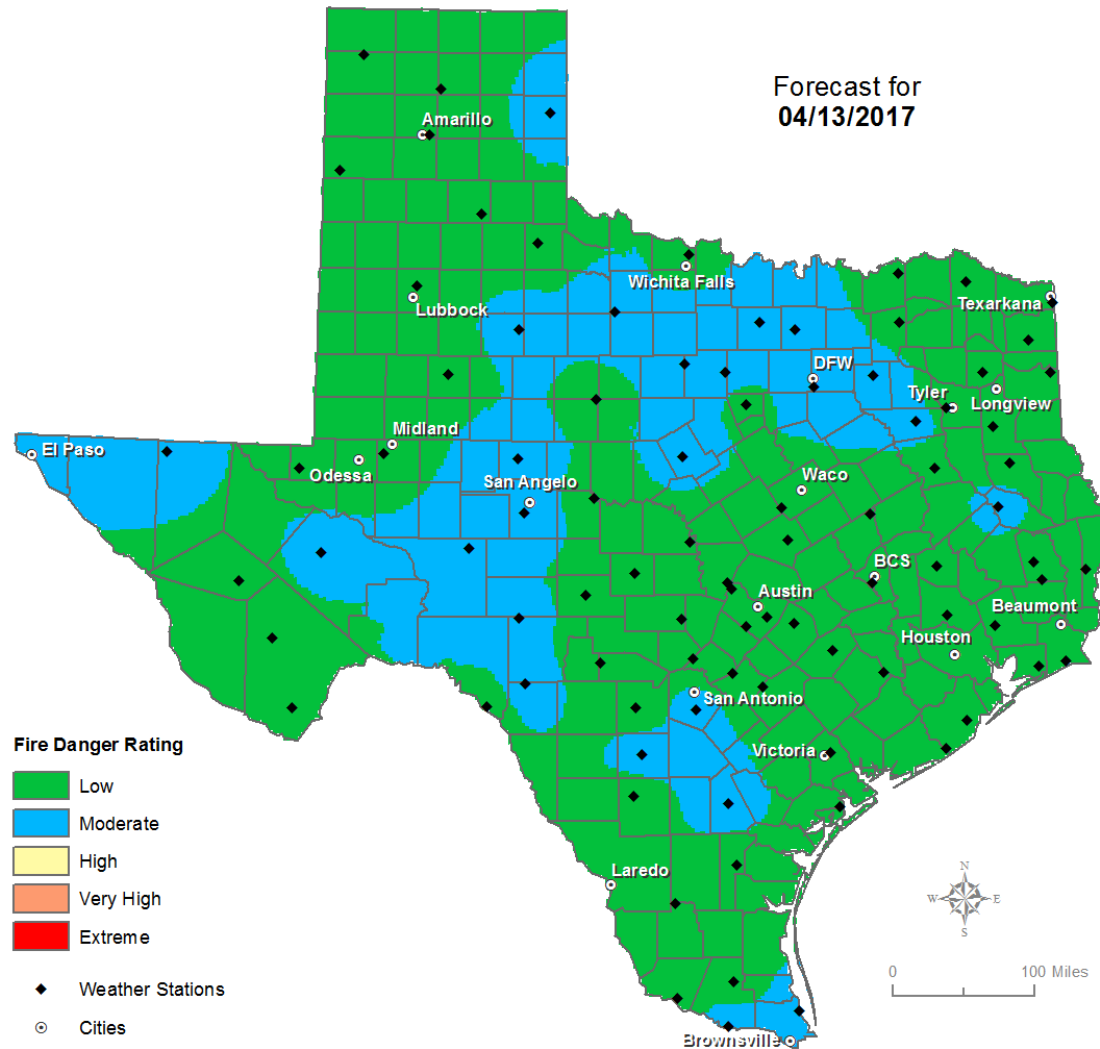 Forecast for
04/13/2017
Amarillo
Wichita Falls
Lubbock
Texarkana
DFW
Tyler
Longview
Midland
El Paso
Odessa
San Angelo
Waco
BCS
Austin
Beaumont
Houston
San Antonio
Victoria
Laredo
Brownsville
Fire Danger Rating
Low
Moderate
High
Very High
Extreme
Weather Stations
Cities
N
W E
S
0 100 Miles